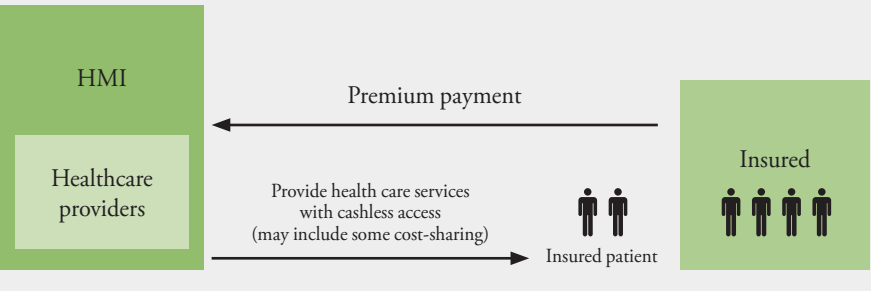 HMI
Healthcare
providers
Premium payment
Provide health care services
with cashless access
(may include some cost-sharing)
Insured patient
Insured